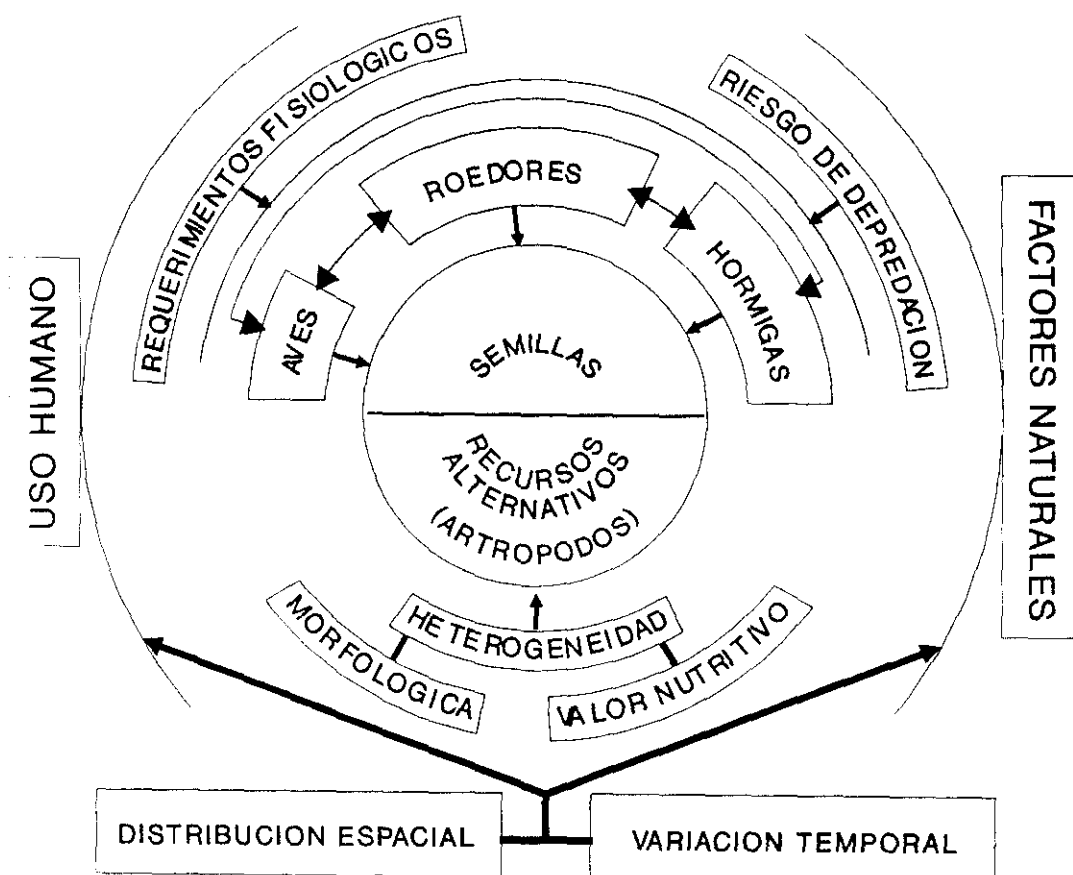 REQUERIMIENTOS FISIOLOGICOS
RIESGO DE DEPREDACION
ROEDORES
AVES
HORMIGAS
USO HUMANO
FACTORES NATURALES
SEMILLAS
RECURSOS
ALTERNATIVOS
(ARTROPODOS)
HETEROGENEIDAD
MORFOLOGICA
VALOR NUTRITIVO
DISTRIBUCION ESPACIAL
VARIACION TEMPORAL